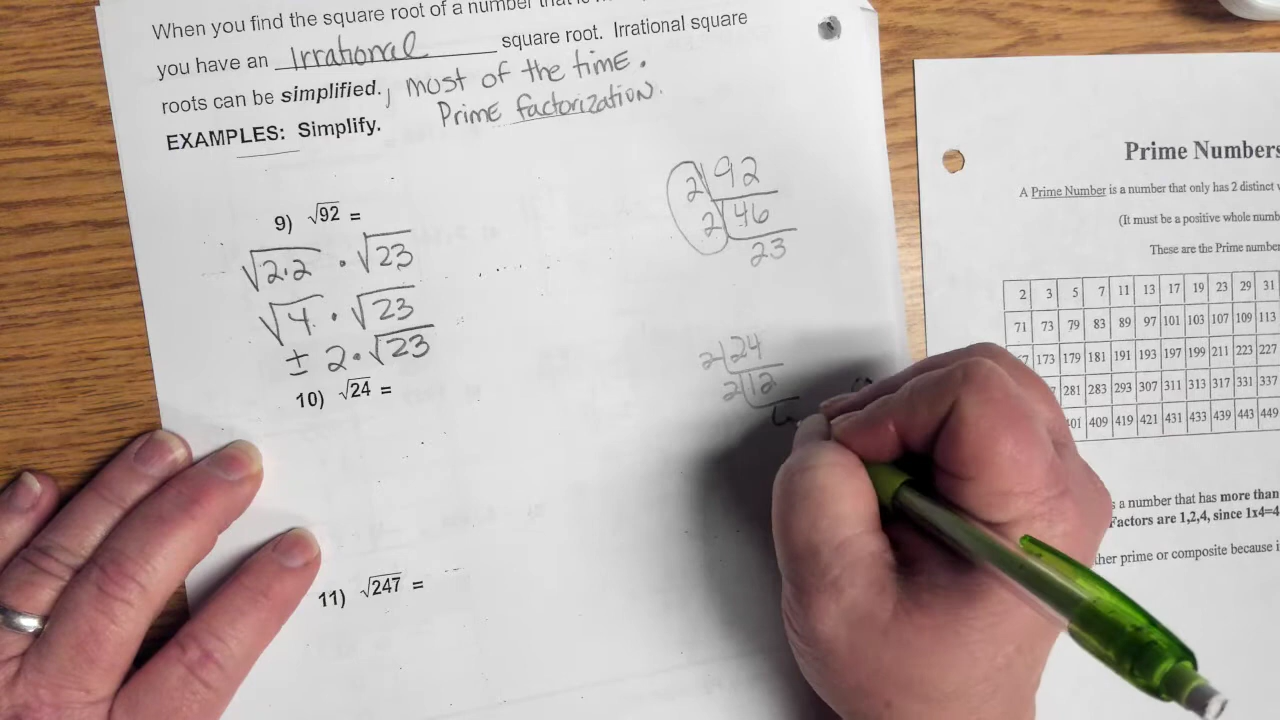 When you find the square root of a number that is
you have an Irrational square root. Irrational square
roots can be simplified., most of the time.
Prime factorization.
EXAMPLES: Simplify.
9) √92 =
√2·2 · √23
√4 · √23
± 2·√23
2 92
2 46
23
10) √24 =
2 24
2 12
11) √247 =
Prime Numbers
A Prime Number is a number that only has 2 distinct
(It must be a positive whole numb
These are the Prime number
2 3 5 7 11 13 17 19 23 29 31
71 73 79 83 89 97 101 103 107 109 113
173 179 181 191 193 197 199 211 223 227
281 283 293 307 311 313 317 331 337
401 409 419 421 431 433 439 443 449
a number that has more than
Factors are 1,2,4, since 1x4=4
her prime or composite because i